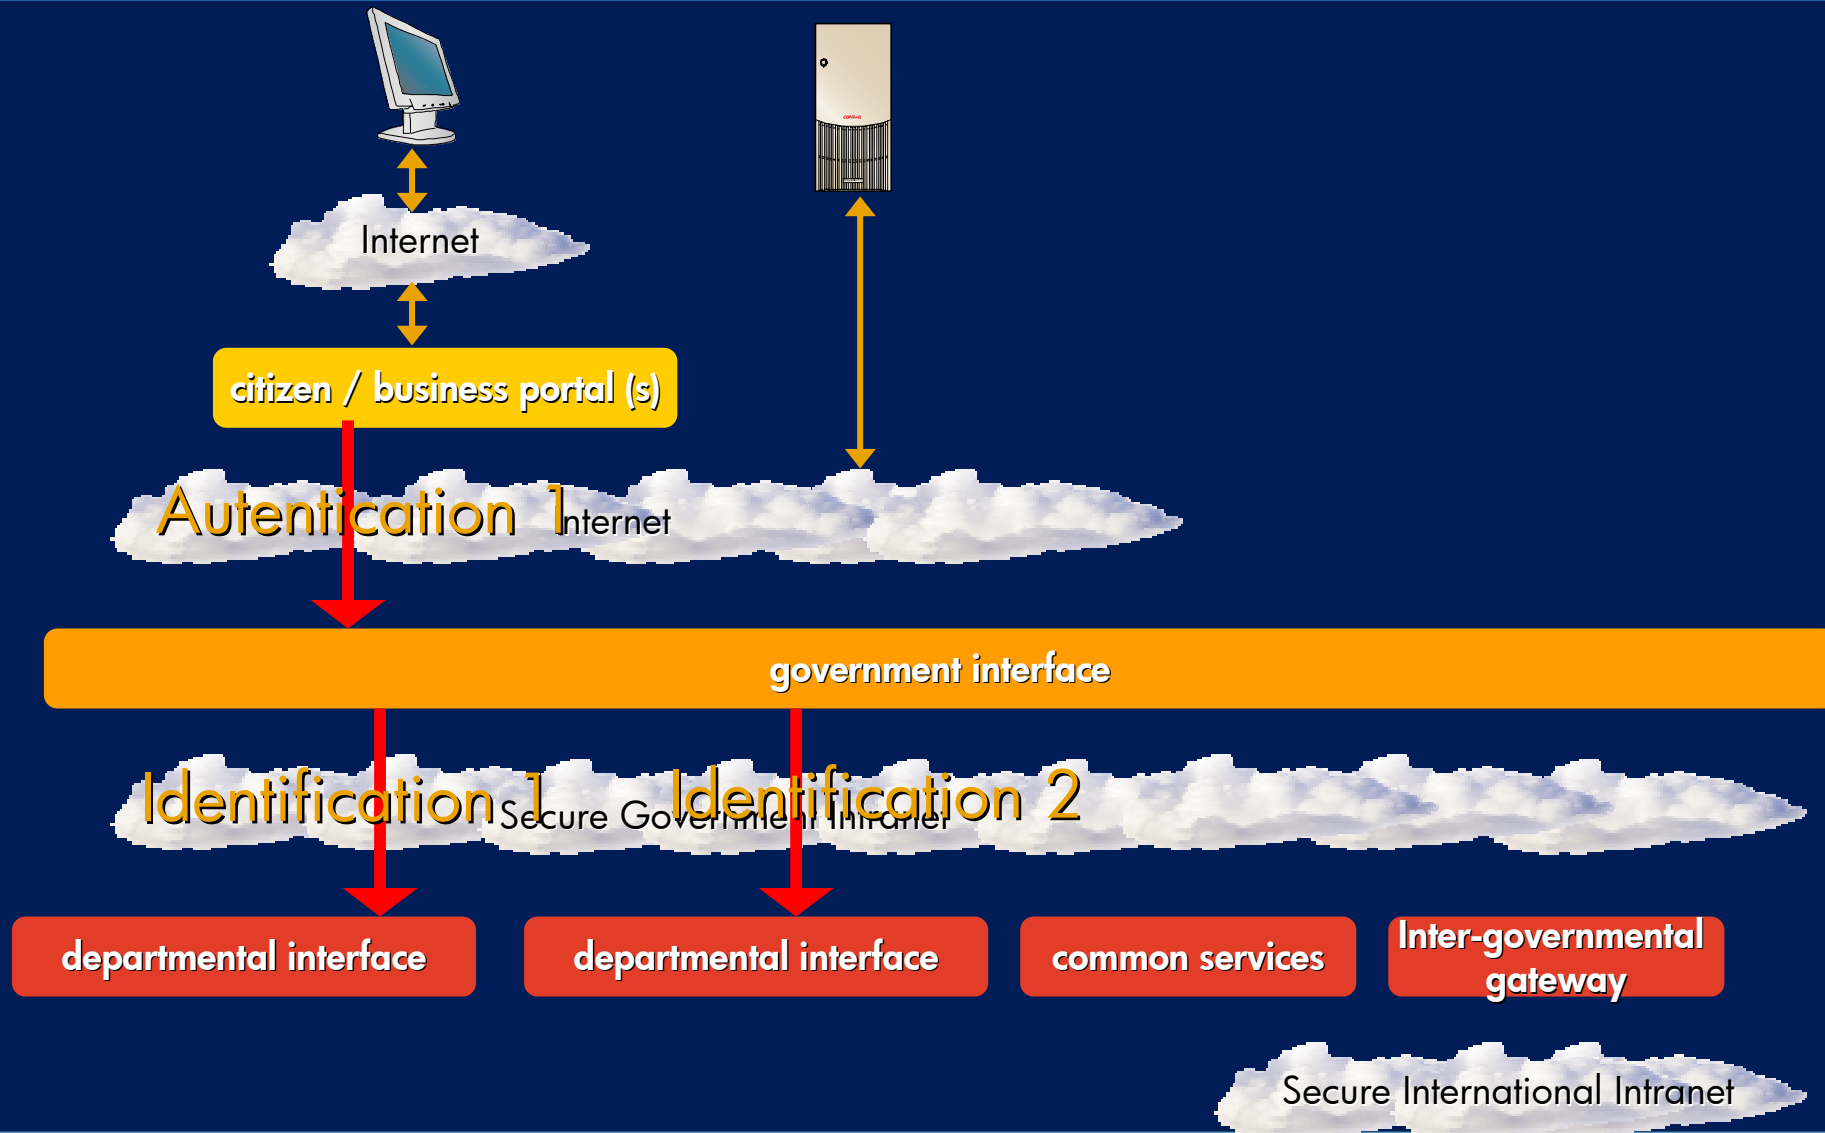 Internet
citizen / business portal (s)
Autentication 1
Internet
government interface
Identification 1
Identification 2
Secure Government Intranet
departmental interface
departmental interface
common services
Inter-governmental
gateway
Secure International Intranet